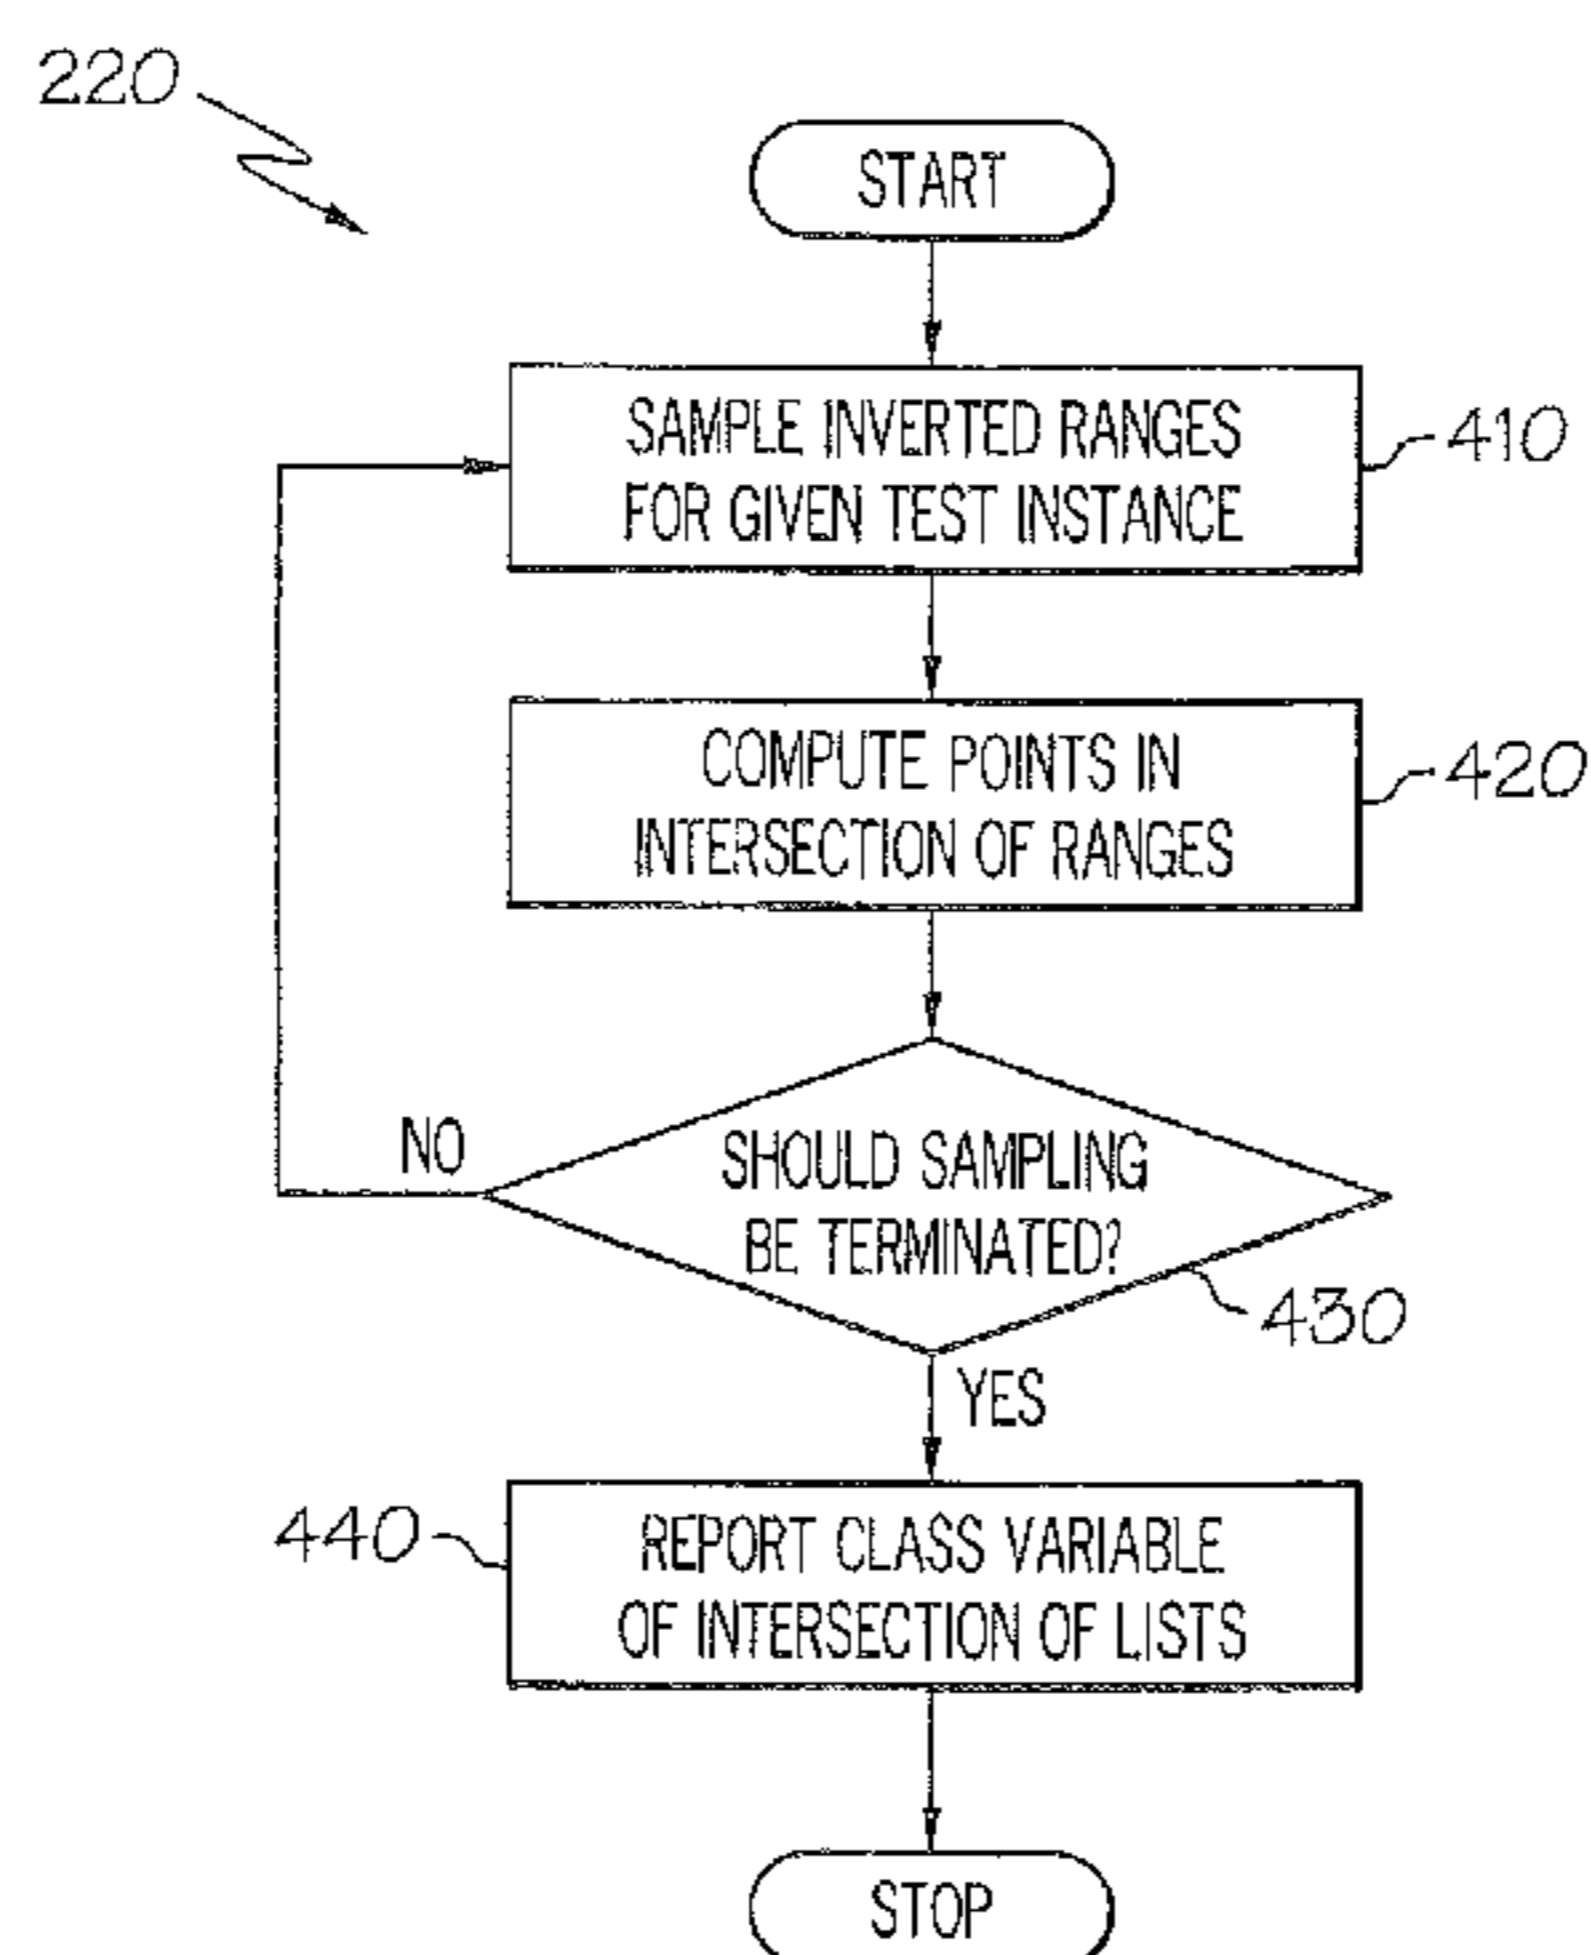 220
START
SAMPLE INVERTED RANGES
FOR GIVEN TEST INSTANCE
410
COMPUTE POINTS IN
INTERSECTION OF RANGES
420
NO
SHOULD SAMPLING
BE TERMINATED?
430
YES
440
REPORT CLASS VARIABLE
OF INTERSECTION OF LISTS
STOP